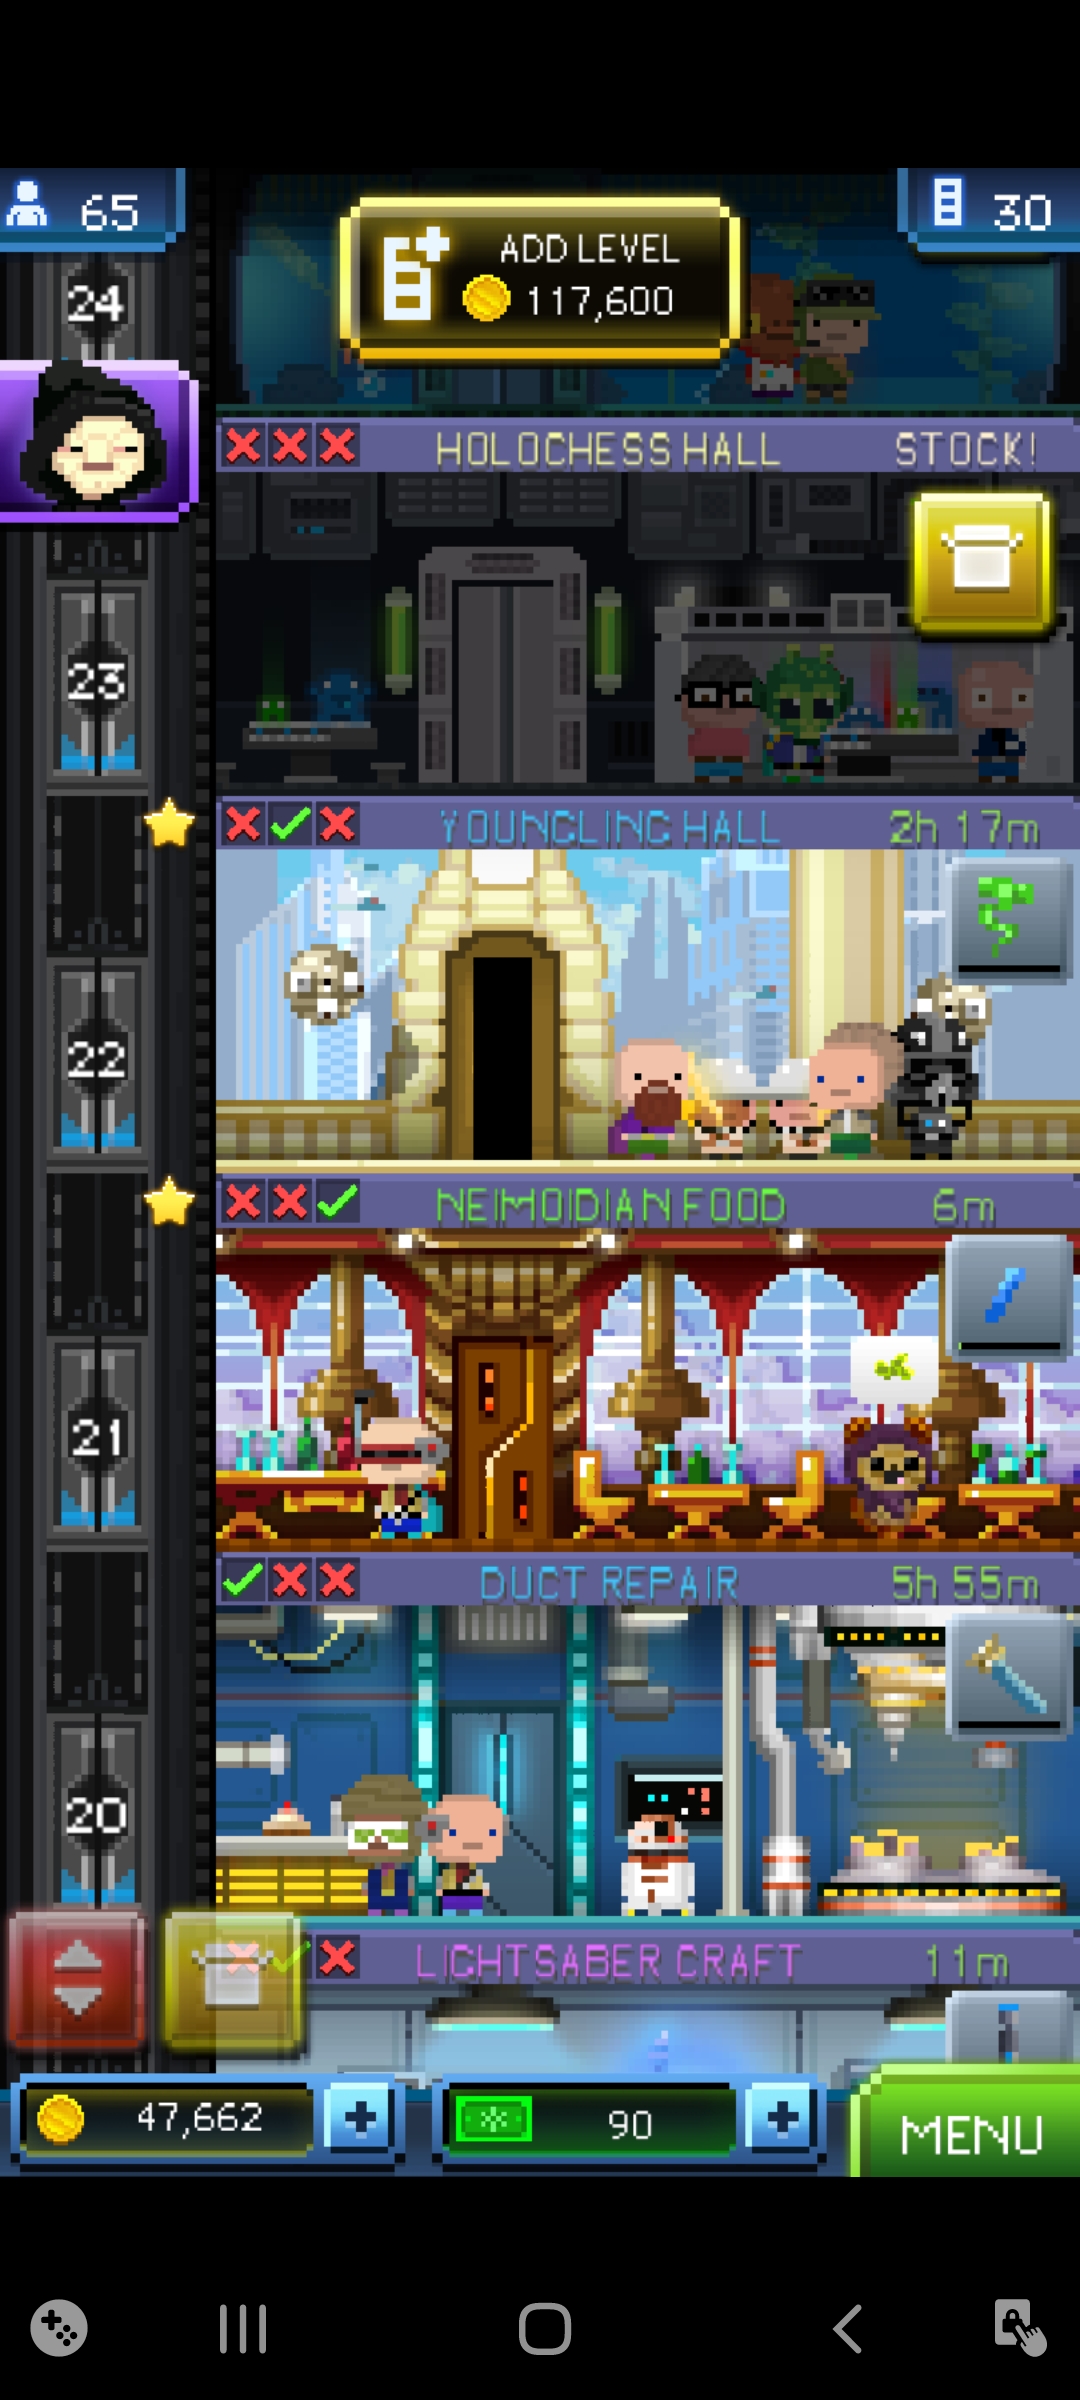 65
ADD LEVEL
117,600
30
24
HOLOCHESS HALL STOCK!
23
YOUNGLING HALL 2h 17m
22
NEIMOIDIAN FOOD 6m
21
DUCT REPAIR 5h 55m
20
LIGHTSABER CRAFT 11m
47,662
90
MENU